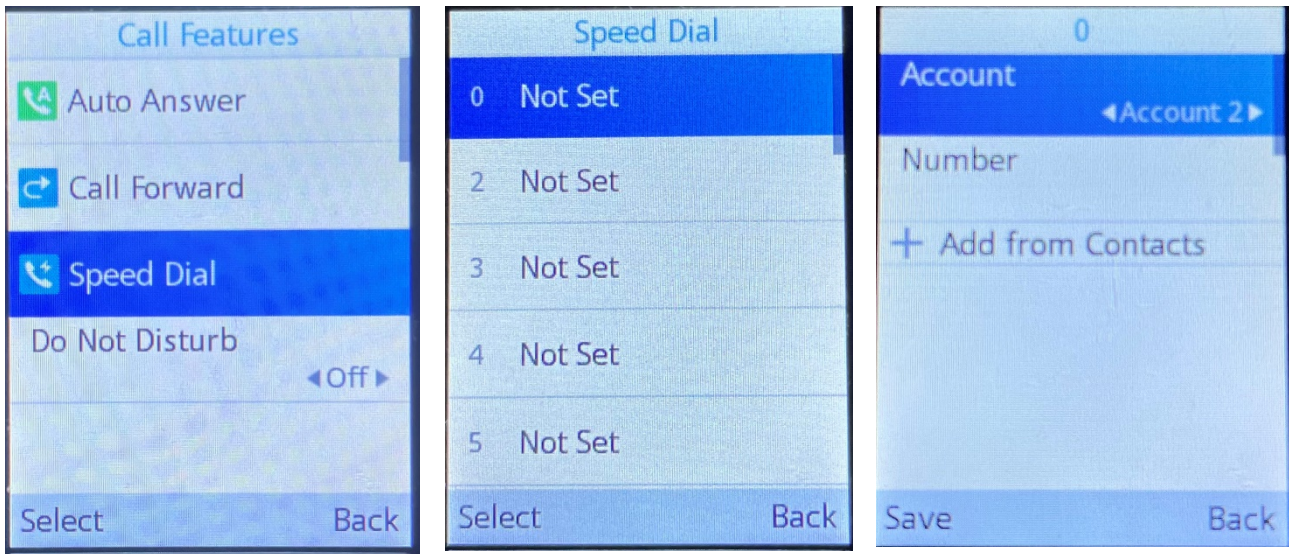 Call Features
Auto Answer
Call Forward
Speed Dial
Do Not Disturb
Off
Select Back
Speed Dial
0 Not Set
2 Not Set
3 Not Set
4 Not Set
5 Not Set
Select Back
0
Account
Account 2
Number
Add from Contacts
Save Back